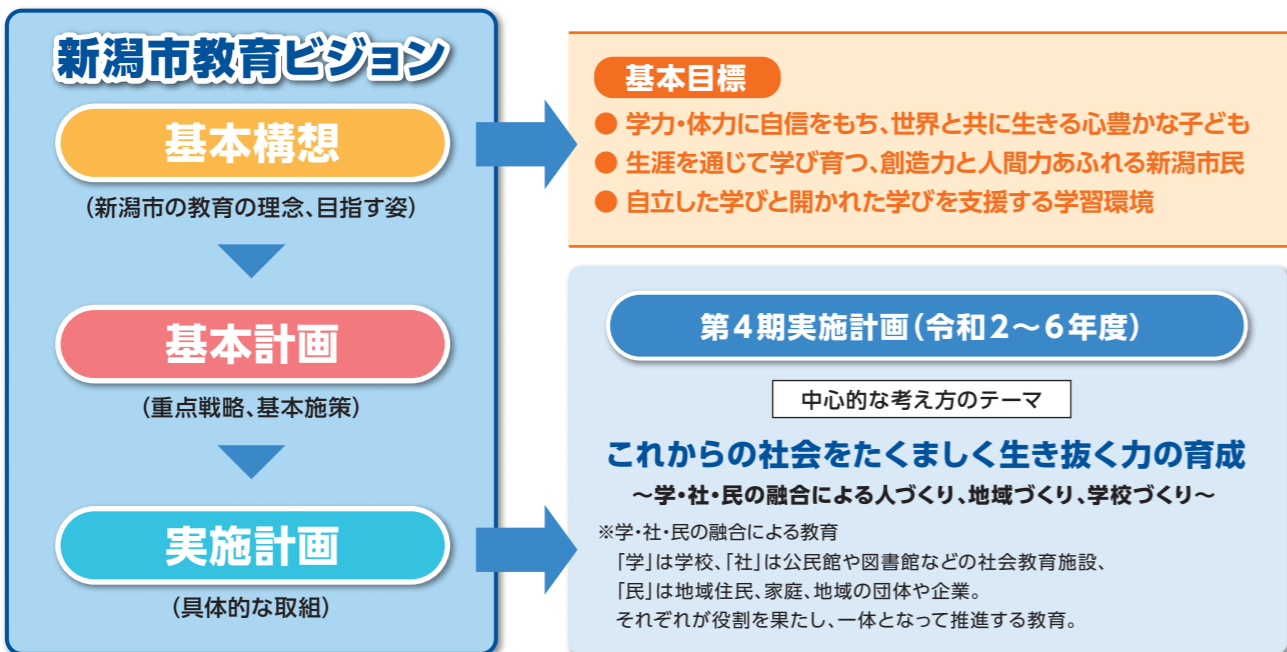 新潟市教育ビジョン
基本構想
(新潟市の教育の理念、目指す姿)
基本計画
(重点戦略、基本施策)
実施計画
(具体的な取組)
基本目標
● 学力・体力に自信をもち、世界と共に生きる心豊かな子ども
● 生涯を通じて学び育つ、創造力と人間力あふれる新潟市民
● 自立した学びと開かれた学びを支援する学習環境
第4期実施計画(令和2～6年度)
中心的な考え方のテーマ
これからの社会をたくましく生き抜く力の育成
～学・社・民の融合による人づくり、地域づくり、学校づくり～
※学・社・民の融合による教育
「学」は学校、「社」は公民館や図書館などの社会教育施設、
「民」は地域住民、家庭、地域の団体や企業。
それぞれが役割を果たし、一体となって推進する教育。